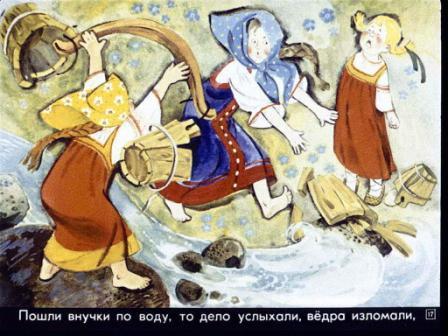 Пошли внучки по воду, то дело услыхали, вёдра изломали, 17